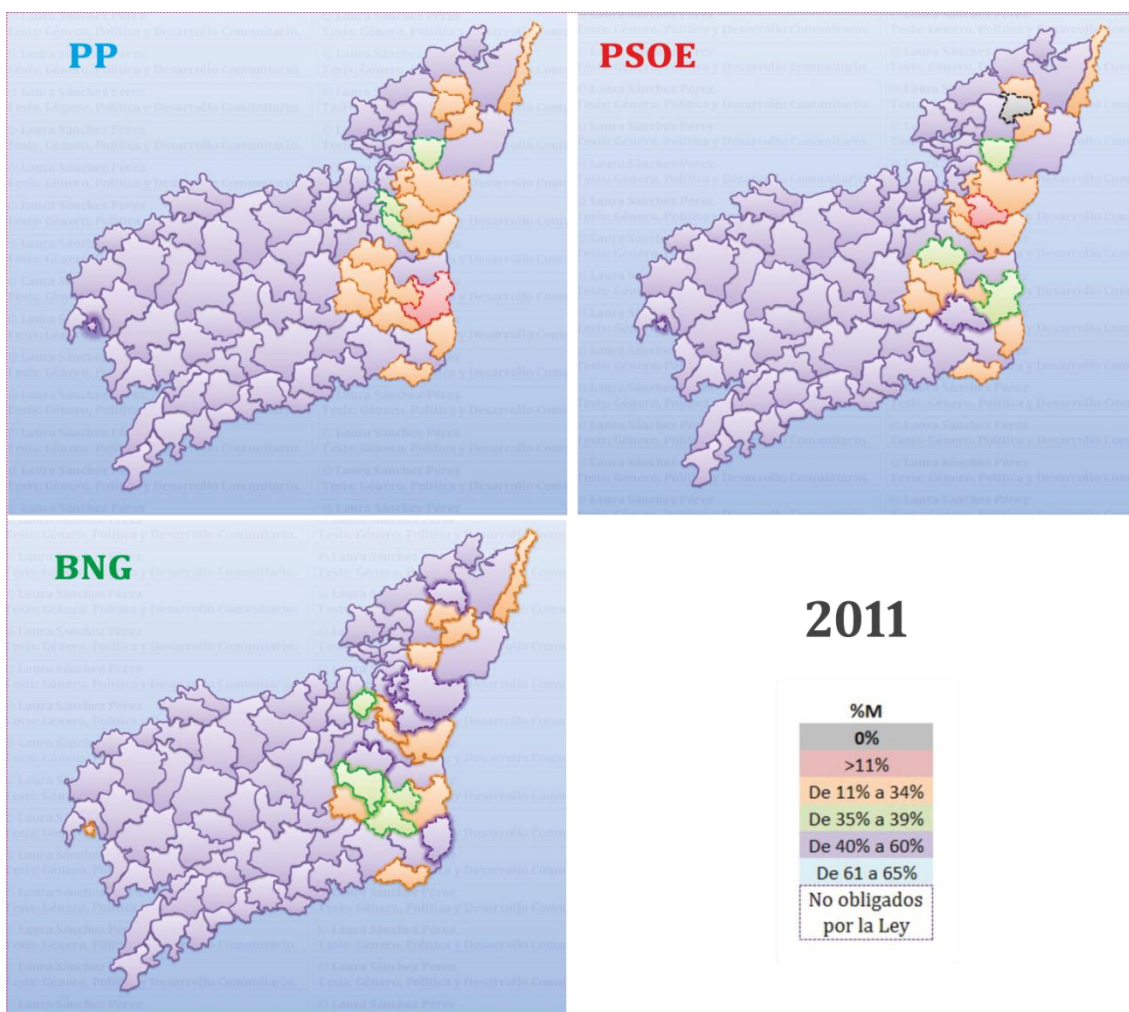 PP
PSOE
BNG
2011
%M
0%
>11%
De 11% a 34%
De 35% a 39%
De 40% a 60%
De 61 a 65%
No obligados
por la Ley
© Laura Sánchez Pérez
Tesis: Género, Política y Desarrollo Comunitario.